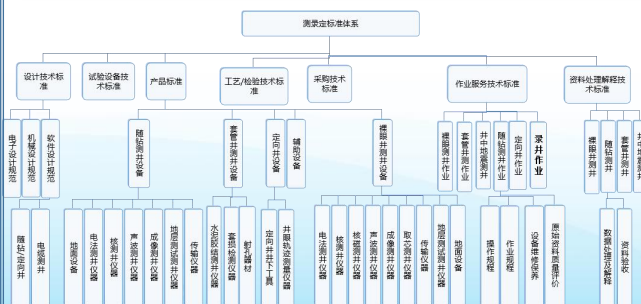 测录定标准体系
设计技术标准
试验设备技术标准
产品标准
工艺/检验技术标准
采购技术标准
作业服务技术标准
资料处理解释技术标准
电子设计规范
机械设计规范
软件设计规范
随钻测井设备
套管井测井设备
定向井设备
辅助设备
裸眼井测井设备
裸眼测井作业
套管井测井作业
井中地震测井
随钻测井作业
定向井作业
录井作业
裸眼测井
随钻测井
套管井测井
井中地震测井
随钻·定向井
电缆测井
地面设备
电法测井仪器
核测井仪器
声波测井仪器
成像测井仪器
地层测试测井仪器
传输仪器
水泥胶结测井仪器
套损检测仪器
射孔器材
定向井井下工具
井眼轨迹测量仪器
电法测井仪器
核测井仪器
核磁测井仪器
声波测井仪器
成像测井仪器
取芯测井仪器
传输仪器
地层测试测井仪器
地面设备
操作规程
作业规程
设备维修保养
原始资料质量评价
数据处理及解释
资料验收